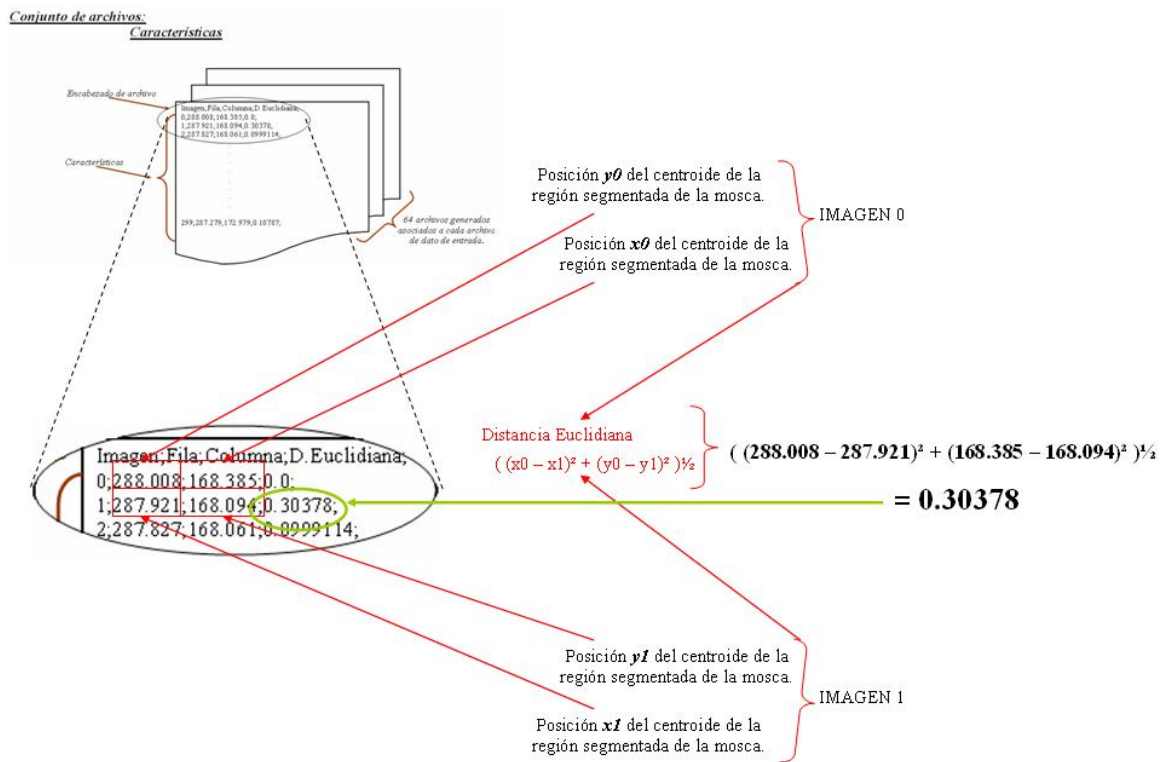 Conjunto de archivos:
Características
Encabezado de archivo
Imagen;Fila;Columna;D.Euclidiana;
0;288.008;168.385;0.0;
1;287.921;168.094;0.30378;
2;287.827;168.061;0.0999114;
Características
299;287.279;172.979;0.10787;
64 archivos generados
asociados a cada archivo
de dato de entrada.
Posición y0 del centroide de la
región segmentada de la mosca.
IMAGEN 0
Posición x0 del centroide de la
región segmentada de la mosca.
Distancia Euclidiana
( (x0 – x1)² + (y0 – y1)² )½
( (288.008 – 287.921)² + (168.385 – 168.094)² )½
= 0.30378
Imagen;Fila;Columna;D.Euclidiana;
0;288.008;168.385;0.0;
1;287.921;168.094;0.30378;
2;287.827;168.061;0.0999114;
Posición y1 del centroide de la
región segmentada de la mosca.
IMAGEN 1
Posición x1 del centroide de la
región segmentada de la mosca.